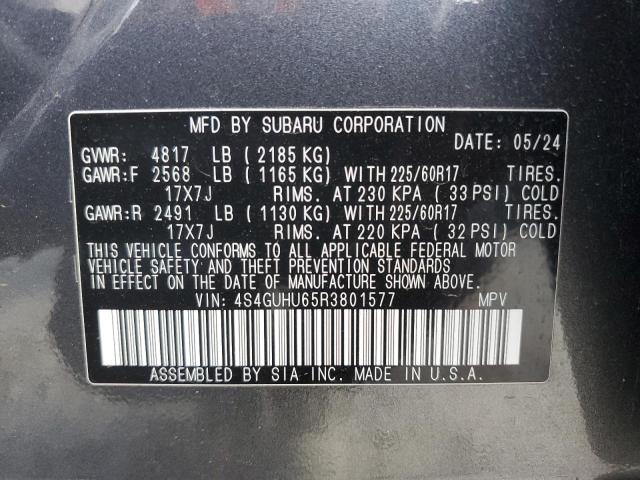 MFD BY SUBARU CORPORATION
DATE: 05/24
GVWR: 4817 LB ( 2185 KG)
GAWR:F 2568 LB ( 1165 KG) WITH 225/60R17 TIRES.
17X7J RIMS. AT 230 KPA ( 33 PSI) COLD
GAWR:R 2491 LB ( 1130 KG) WITH 225/60R17 TIRES.
17X7J RIMS. AT 220 KPA ( 32 PSI) COLD
THIS VEHICLE CONFORMS TO ALL APPLICABLE FEDERAL MOTOR
VEHICLE SAFETY AND THEFT PREVENTION STANDARDS
IN EFFECT ON THE DATE OF MANUFACTURE SHOWN ABOVE.
VIN: 4S4GUHU65R3801577 MPV
ASSEMBLED BY SIA INC. MADE IN U.S.A.